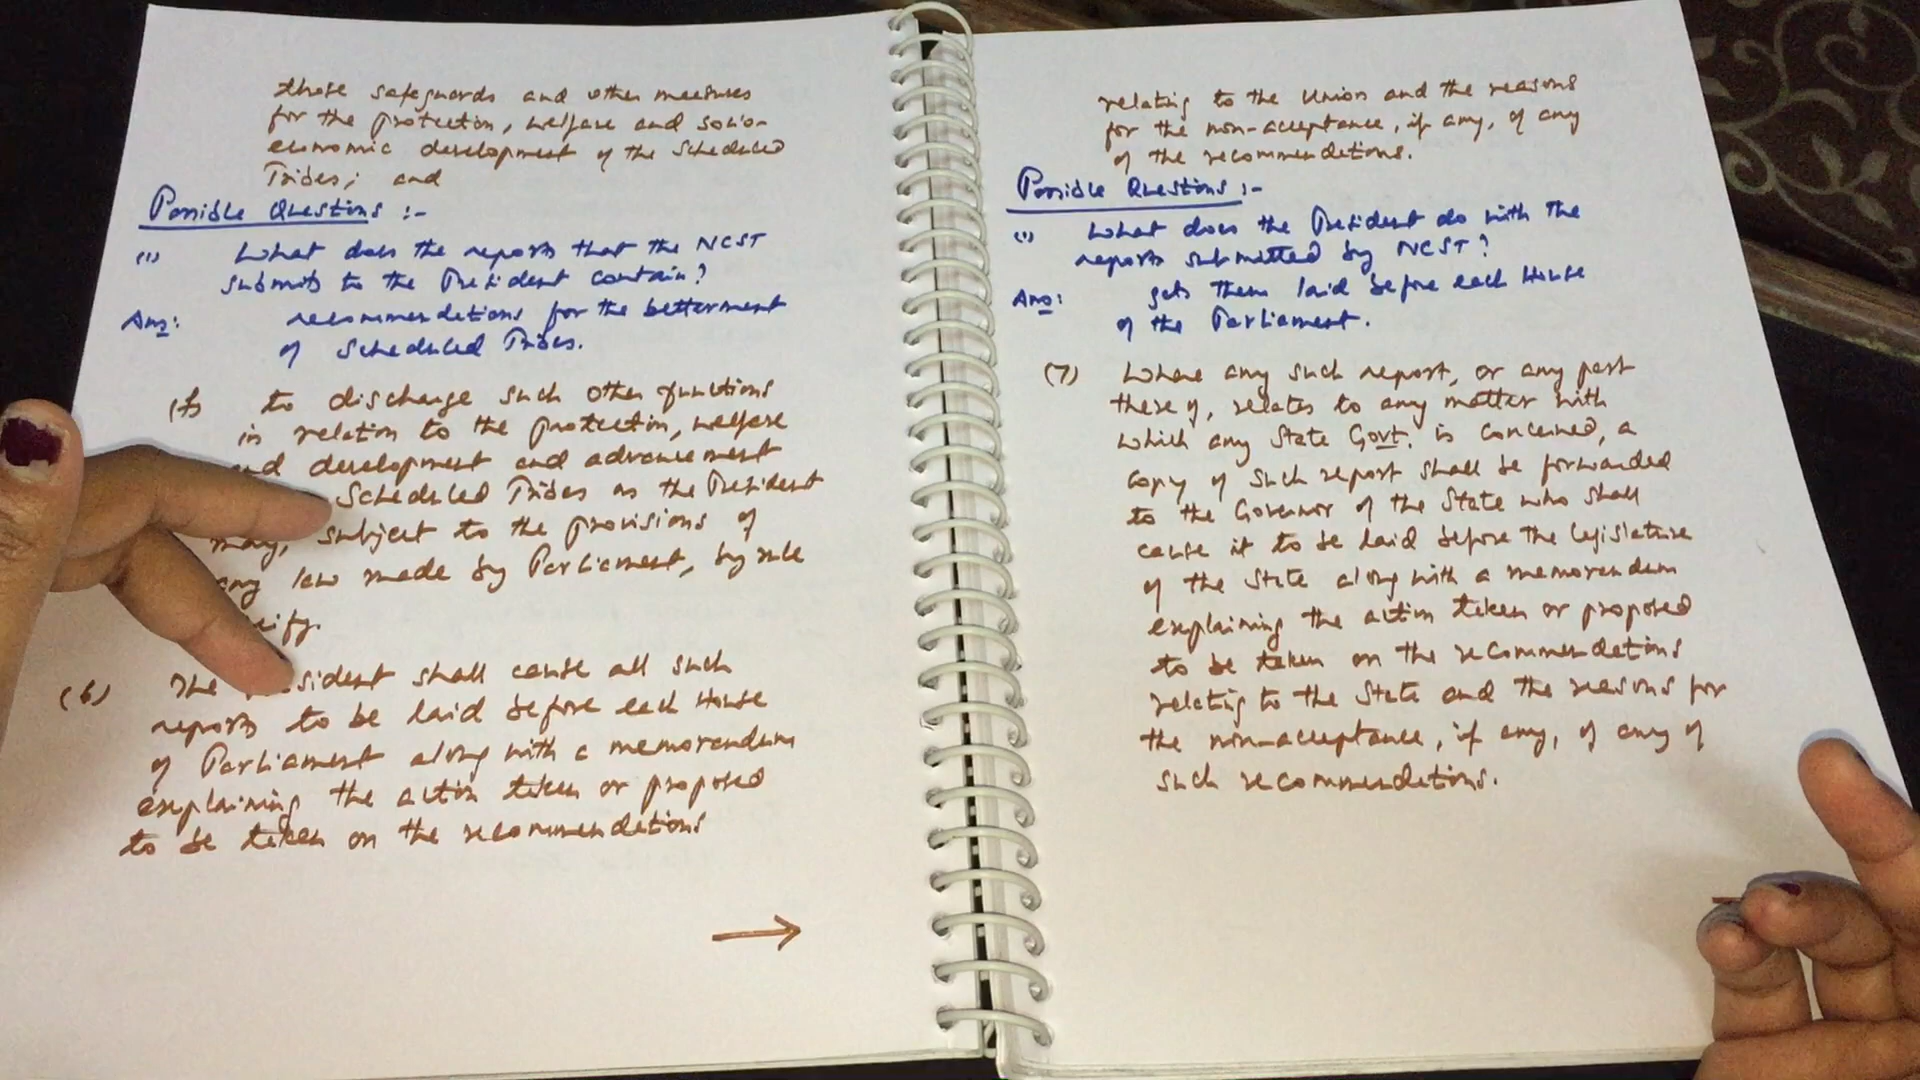 those safeguards and other measures
for the protection, welfare and socio-
economic development of the Scheduled
Tribes; and
Possible Questions :-
(1) What does the reports that the NCST
submits to the President contain?
Ans: recommendations for the betterment
of Scheduled Tribes.
(f) to discharge such other functions
in relation to the protection, welfare
development and advancement
Scheduled Tribes as the President
may, subject to the provisions of
any law made by Parliament, by rule
(6) The President shall cause all such
reports to be laid before each House
of Parliament along with a memorandum
explaining the action taken or proposed
to be taken on the recommendations
relating to the Union and the reasons
for the non-acceptance, if any, of any
of the recommendations.
Possible Questions :-
(1) What does the President do with the
reports submitted by NCST?
Ans: gets them laid before each House
of the Parliament.
(7) Where any such report, or any part
there of, relates to any matter with
which any State Govt. is concerned, a
copy of such report shall be forwarded
to the Governor of the State who shall
cause it to be laid before the legislature
of the State along with a memorandum
explaining the action taken or proposed
to be taken on the recommendations
relating to the State and the reasons for
the non-acceptance, if any, of any of
such recommendations.